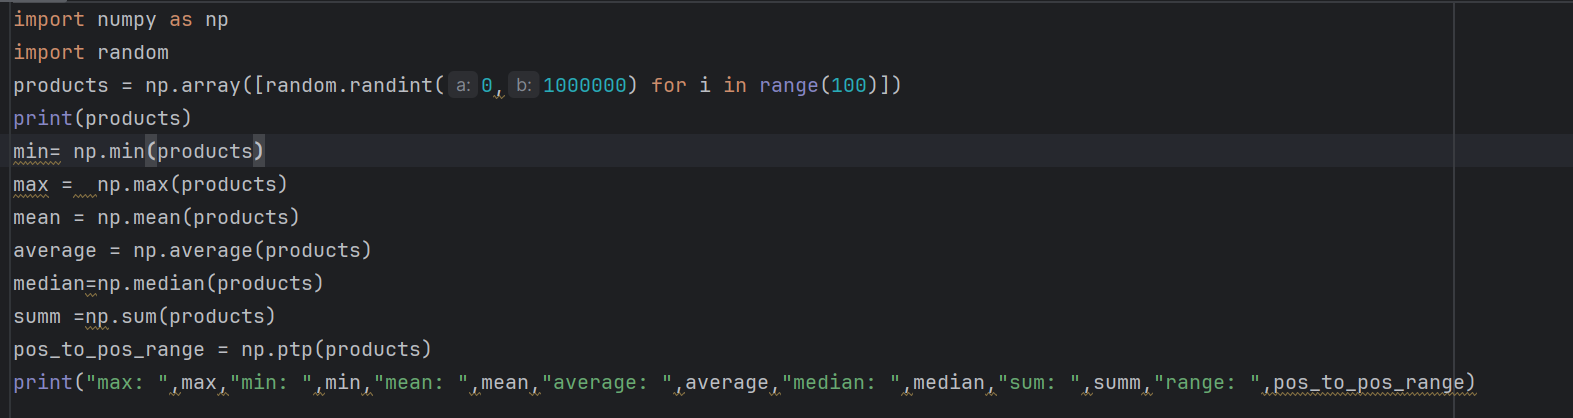 import numpy as np
import random
products = np.array([random.randint( a: 0, b: 1000000) for i in range(100)])
print(products)
min= np.min(products)
max =  np.max(products)
mean = np.mean(products)
average = np.average(products)
median=np.median(products)
summ =np.sum(products)
pos_to_pos_range = np.ptp(products)
print("max: ",max,"min: ",min,"mean: ",mean,"average: ",average,"median: ",median,"sum: ",summ,"range: ",pos_to_pos_range)